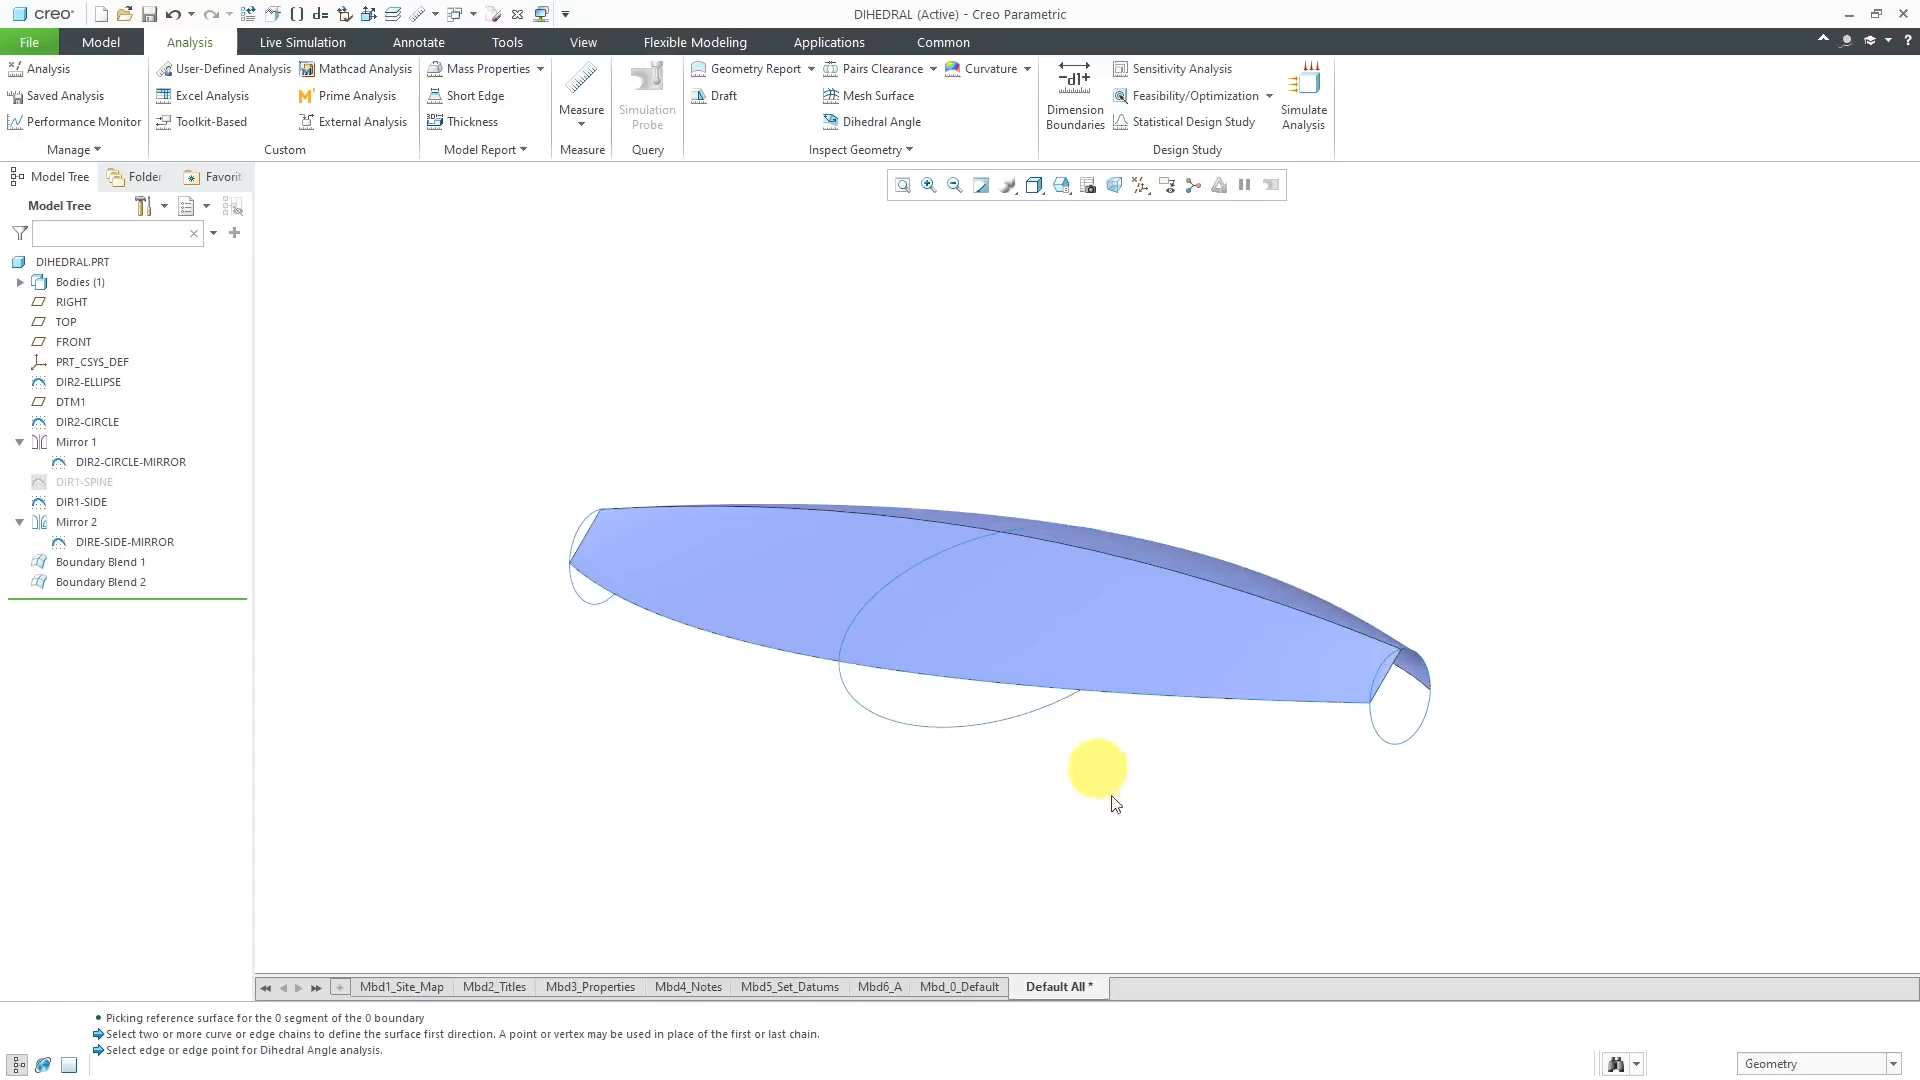 creo
DIHEDRAL (Active) - Creo Parametric
File Model Analysis Live Simulation Annotate Tools View Flexible Modeling Applications Common
Analysis
Saved Analysis
Performance Monitor
Manage
User-Defined Analysis Mathcad Analysis
Excel Analysis Prime Analysis
Toolkit-Based External Analysis
Custom
Mass Properties
Short Edge
Thickness
Model Report
Measure
Measure
Simulation
Probe
Query
Geometry Report Pairs Clearance Curvature
Draft Mesh Surface
Dihedral Angle
Inspect Geometry
Dimension
Boundaries
Sensitivity Analysis
Feasibility/Optimization
Statistical Design Study
Simulate
Analysis
Design Study
Model Tree Folder Favorit
Model Tree
DIHEDRAL.PRT
Bodies (1)
RIGHT
TOP
FRONT
PRT_CSYS_DEF
DIR2-ELLIPSE
DTM1
DIR2-CIRCLE
Mirror 1
DIR2-CIRCLE-MIRROR
DIR1-SPINE
DIR1-SIDE
Mirror 2
DIRE-SIDE-MIRROR
Boundary Blend 1
Boundary Blend 2
Mbd1_Site_Map Mbd2_Titles Mbd3_Properties Mbd4_Notes Mbd5_Set_Datums Mbd6_A Mbd_0_Default Default All *
• Picking reference surface for the 0 segment of the 0 boundary
Select two or more curve or edge chains to define the surface first direction. A point or vertex may be used in place of the first or last chain.
Select edge or edge point for Dihedral Angle analysis.
Geometry